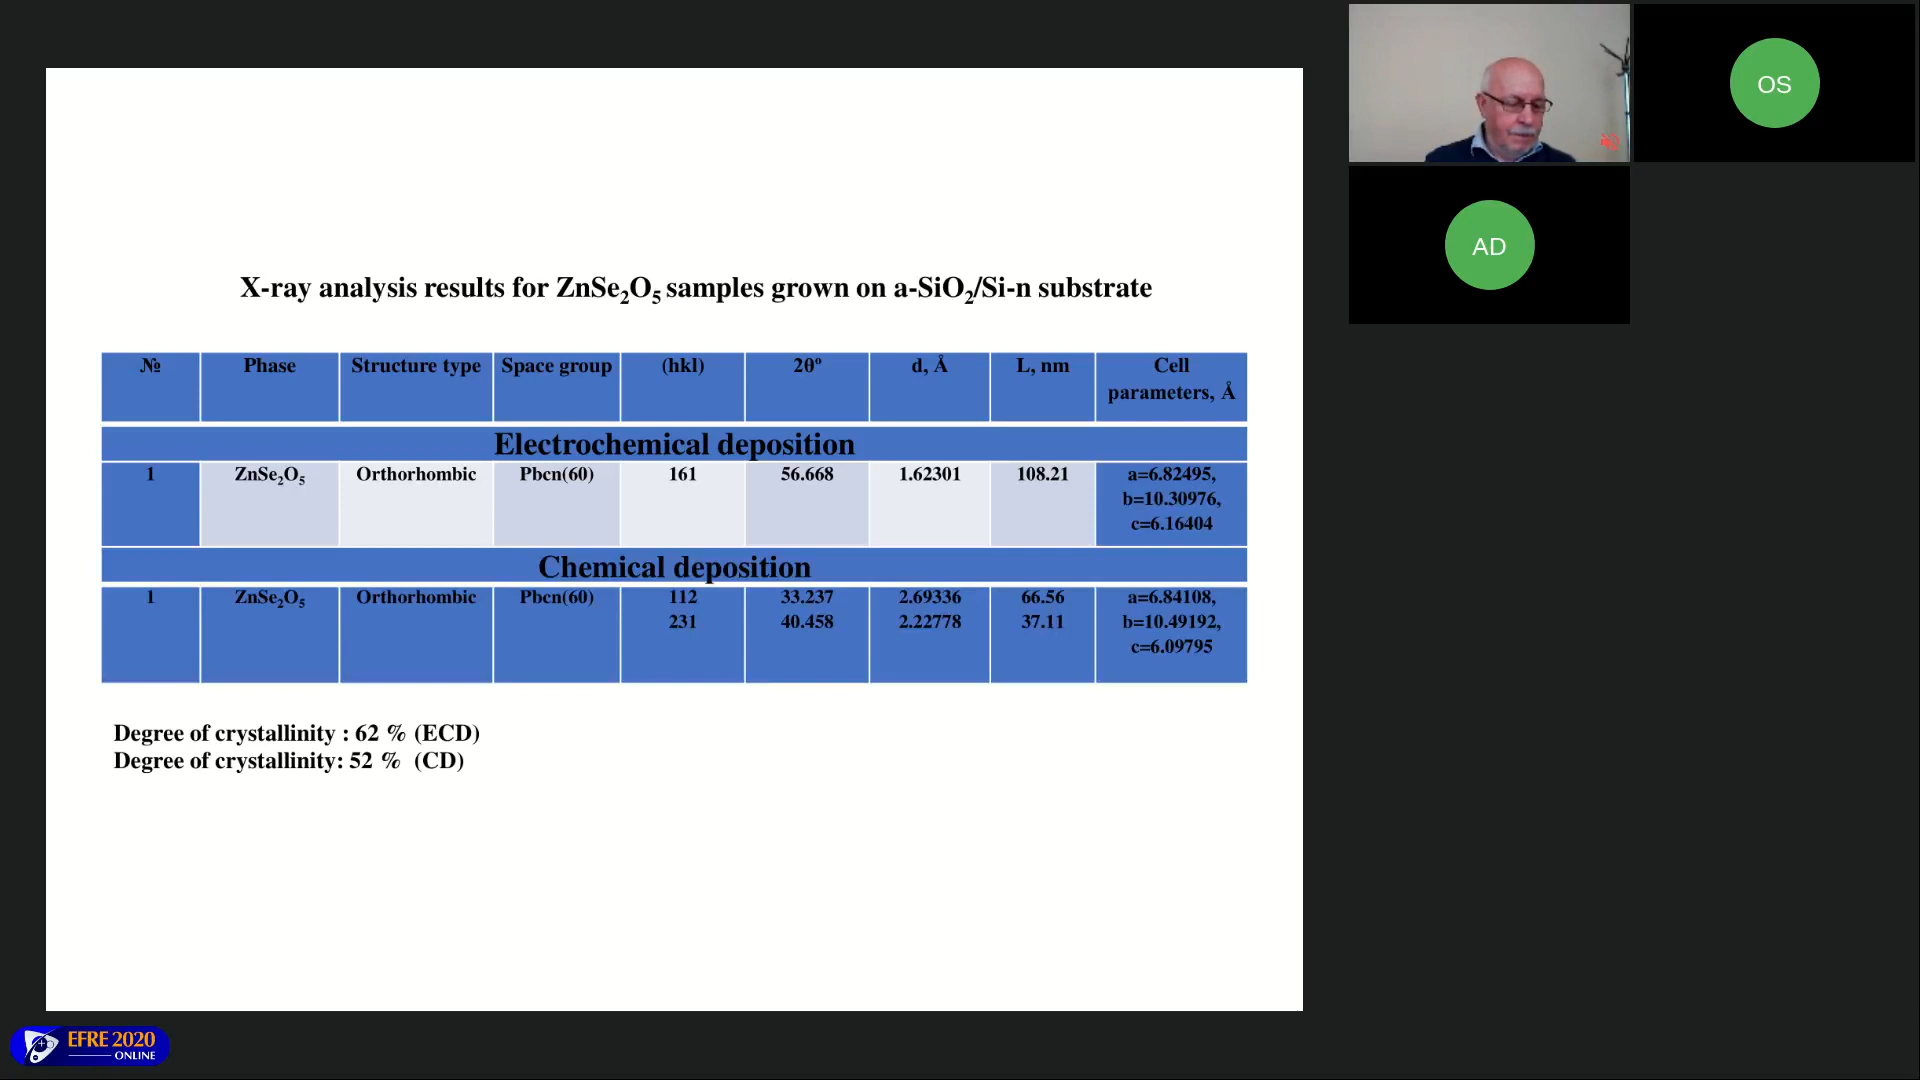 X-ray analysis results for ZnSe₂O₅ samples grown on a-SiO₂/Si-n substrate
№ Phase Structure type Space group (hkl) 2θº d, Å L, nm Cell
parameters, Å
Electrochemical deposition
1 ZnSe₂O₅ Orthorhombic Pbcn(60) 161 56.668 1.62301 108.21 a=6.82495,
b=10.30976,
c=6.16404
Chemical deposition
1 ZnSe₂O₅ Orthorhombic Pbcn(60) 112 33.237 2.69336 66.56 a=6.84108,
231 40.458 2.22778 37.11 b=10.49192,
c=6.09795
Degree of crystallinity : 62 % (ECD)
Degree of crystallinity: 52 % (CD)
OS
AD
EFRE 2020
ONLINE